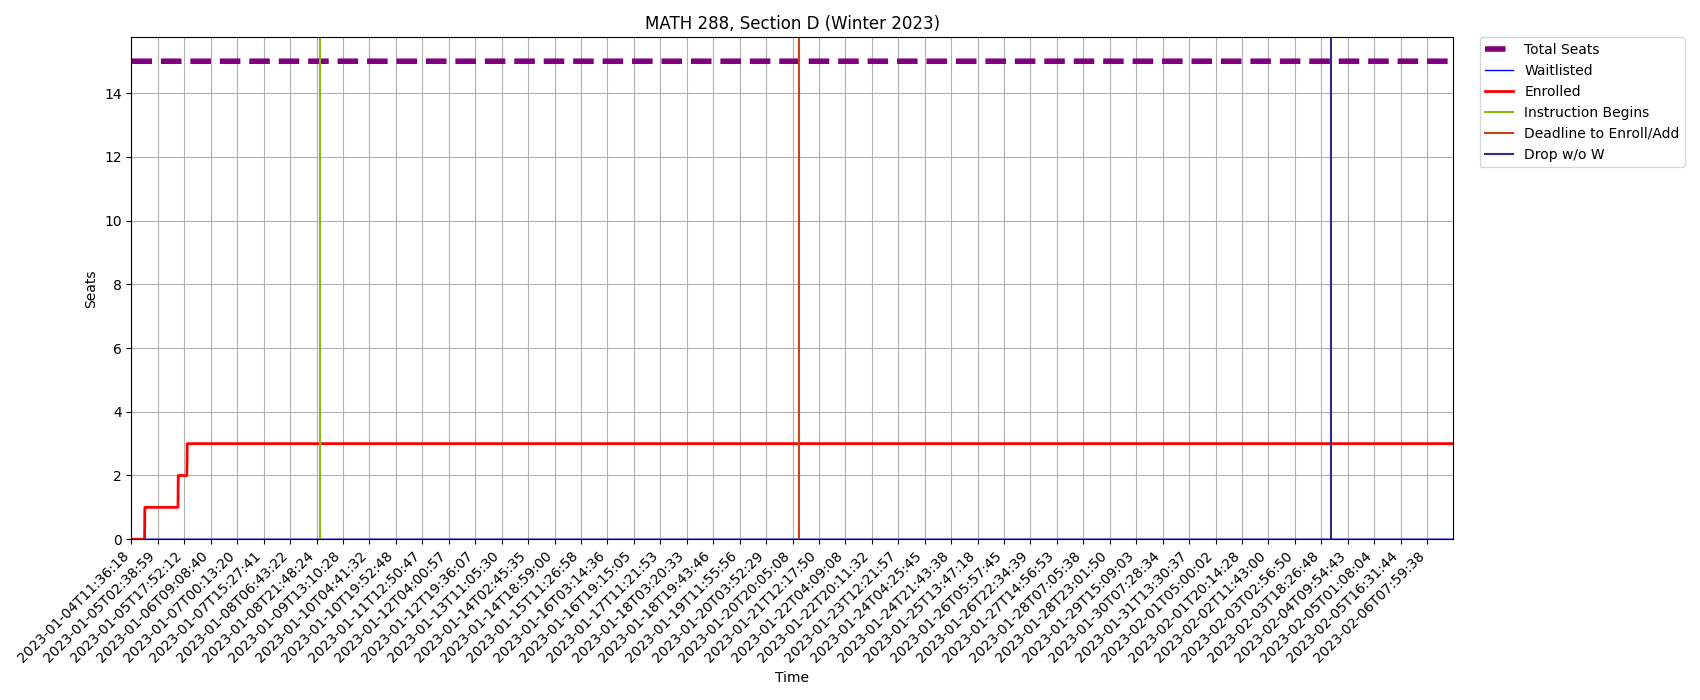 MATH 288, Section D (Winter 2023)
Total Seats
Waitlisted
Enrolled
Instruction Begins
Deadline to Enroll/Add
Drop w/o W
Seats
14
12
10
8
6
4
2
0
2023-01-04T11:36:18
2023-01-05T02:38:59
2023-01-05T17:52:12
2023-01-06T09:08:40
2023-01-07T00:13:20
2023-01-07T15:27:41
2023-01-08T06:43:22
2023-01-08T21:48:24
2023-01-09T13:10:28
2023-01-10T04:41:32
2023-01-10T19:52:48
2023-01-11T12:50:47
2023-01-12T04:00:57
2023-01-12T19:36:07
2023-01-13T11:05:30
2023-01-14T02:45:35
2023-01-14T18:59:00
2023-01-15T11:26:58
2023-01-16T03:14:36
2023-01-16T19:15:05
2023-01-17T11:21:53
2023-01-18T03:20:33
2023-01-18T19:43:46
2023-01-19T11:55:56
2023-01-20T03:52:29
2023-01-20T20:05:08
2023-01-21T12:17:50
2023-01-22T04:09:08
2023-01-22T20:11:32
2023-01-23T12:21:57
2023-01-24T04:25:45
2023-01-24T21:43:38
2023-01-25T13:47:18
2023-01-26T05:57:45
2023-01-26T22:34:39
2023-01-27T14:56:53
2023-01-28T07:05:38
2023-01-28T23:01:50
2023-01-29T15:09:03
2023-01-30T07:28:34
2023-01-31T13:30:37
2023-02-01T05:00:02
2023-02-01T20:14:28
2023-02-02T11:43:00
2023-02-03T02:56:50
2023-02-03T18:26:48
2023-02-04T09:54:43
2023-02-05T01:08:04
2023-02-05T16:31:44
2023-02-06T07:59:38
Time